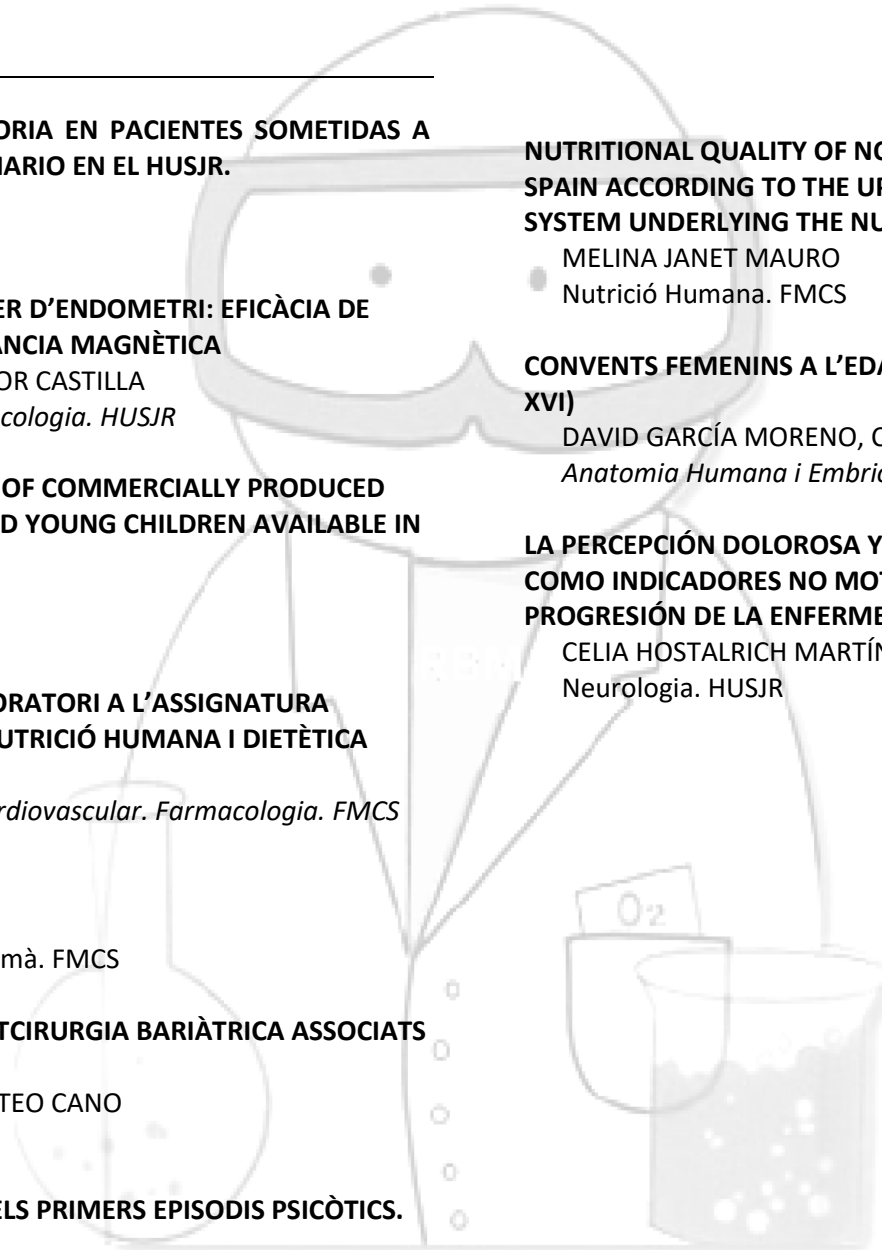 ORIA EN PACIENTES SOMETIDAS A
IARIO EN EL HUSJR.
ER D’ENDOMETRI: EFICÀCIA DE
ÀNCIA MAGNÈTICA
OR CASTILLA
cologia. HUSJR
OF COMMERCIALLY PRODUCED
D YOUNG CHILDREN AVAILABLE IN
ORATORI A L’ASSIGNATURA
UTRICIÓ HUMANA I DIETÈTICA
rdiovascular. Farmacologia. FMCS
mà. FMCS
TCIRURGIA BARIÀTRICA ASSOCIATS
TEO CANO
ELS PRIMERS EPISODIS PSICÒTICS.
NUTRITIONAL QUALITY OF NO
SPAIN ACCORDING TO THE UP
SYSTEM UNDERLYING THE NU
MELINA JANET MAURO
Nutrició Humana. FMCS
CONVENTS FEMENINS A L’EDA
XVI)
DAVID GARCÍA MORENO, C
Anatomia Humana i Embrio
LA PERCEPCIÓN DOLOROSA Y
COMO INDICADORES NO MOT
PROGRESIÓN DE LA ENFERME
CELIA HOSTALRICH MARTÍN
Neurologia. HUSJR
O2